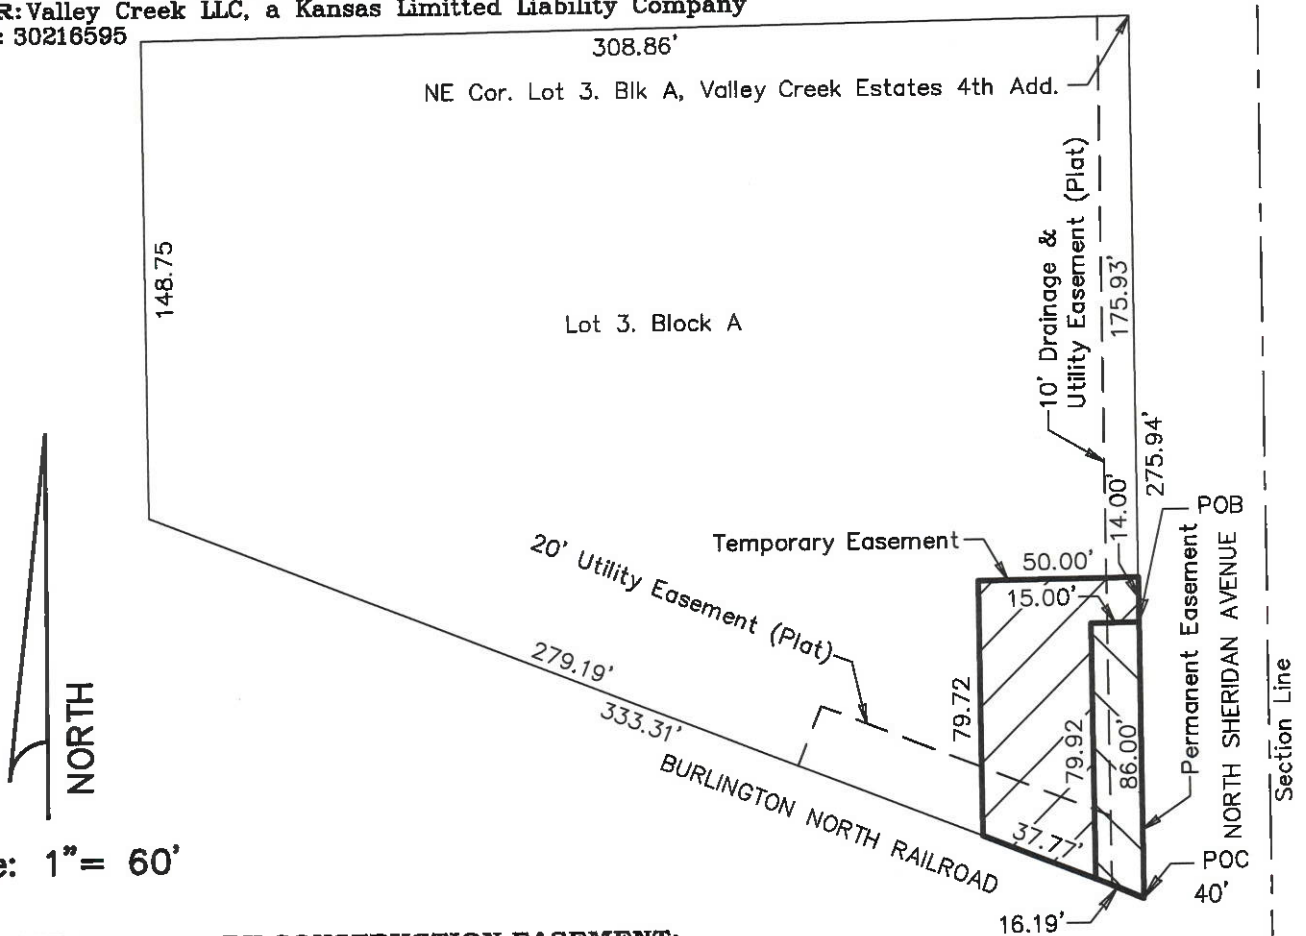 R: Valley Creek LLC, a Kansas Limitted Liability Company
: 30216595
308.86'
NE Cor. Lot 3. Blk A, Valley Creek Estates 4th Add.
148.75
Lot 3. Block A
10' Drainage &
Utility Easement (Plat)
175.93'
275.94'
14.00'
POB
Temporary Easement
50.00'
15.00'
20' Utility Easement (Plat)
Permanent Easement
NORTH SHERIDAN AVENUE
Section Line
279.19'
333.31'
79.72
79.92
86.00'
NORTH
BURLINGTON NORTH RAILROAD
37.77'
e: 1"= 60'
POC
40'
16.19'
CONSTRUCTION EASEMENT: